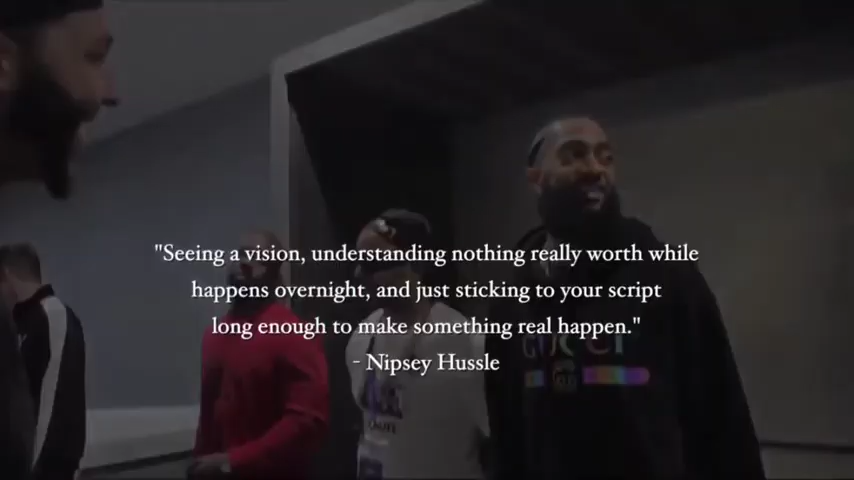 "Seeing a vision, understanding nothing really worth while
happens overnight, and just sticking to your script
long enough to make something real happen."
- Nipsey Hussle
GUCCI